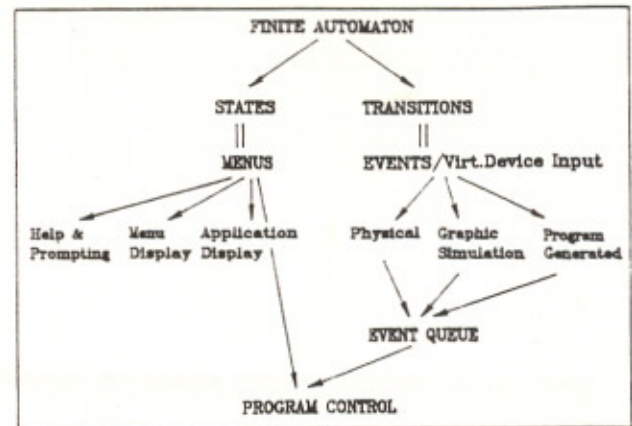 FINITE AUTOMATON
STATES TRANSITIONS
MENUS EVENTS/Virt.Device Input
Help & Menu Application Physical Graphic Program
Prompting Display Display Simulation Generated
EVENT QUEUE
PROGRAM CONTROL